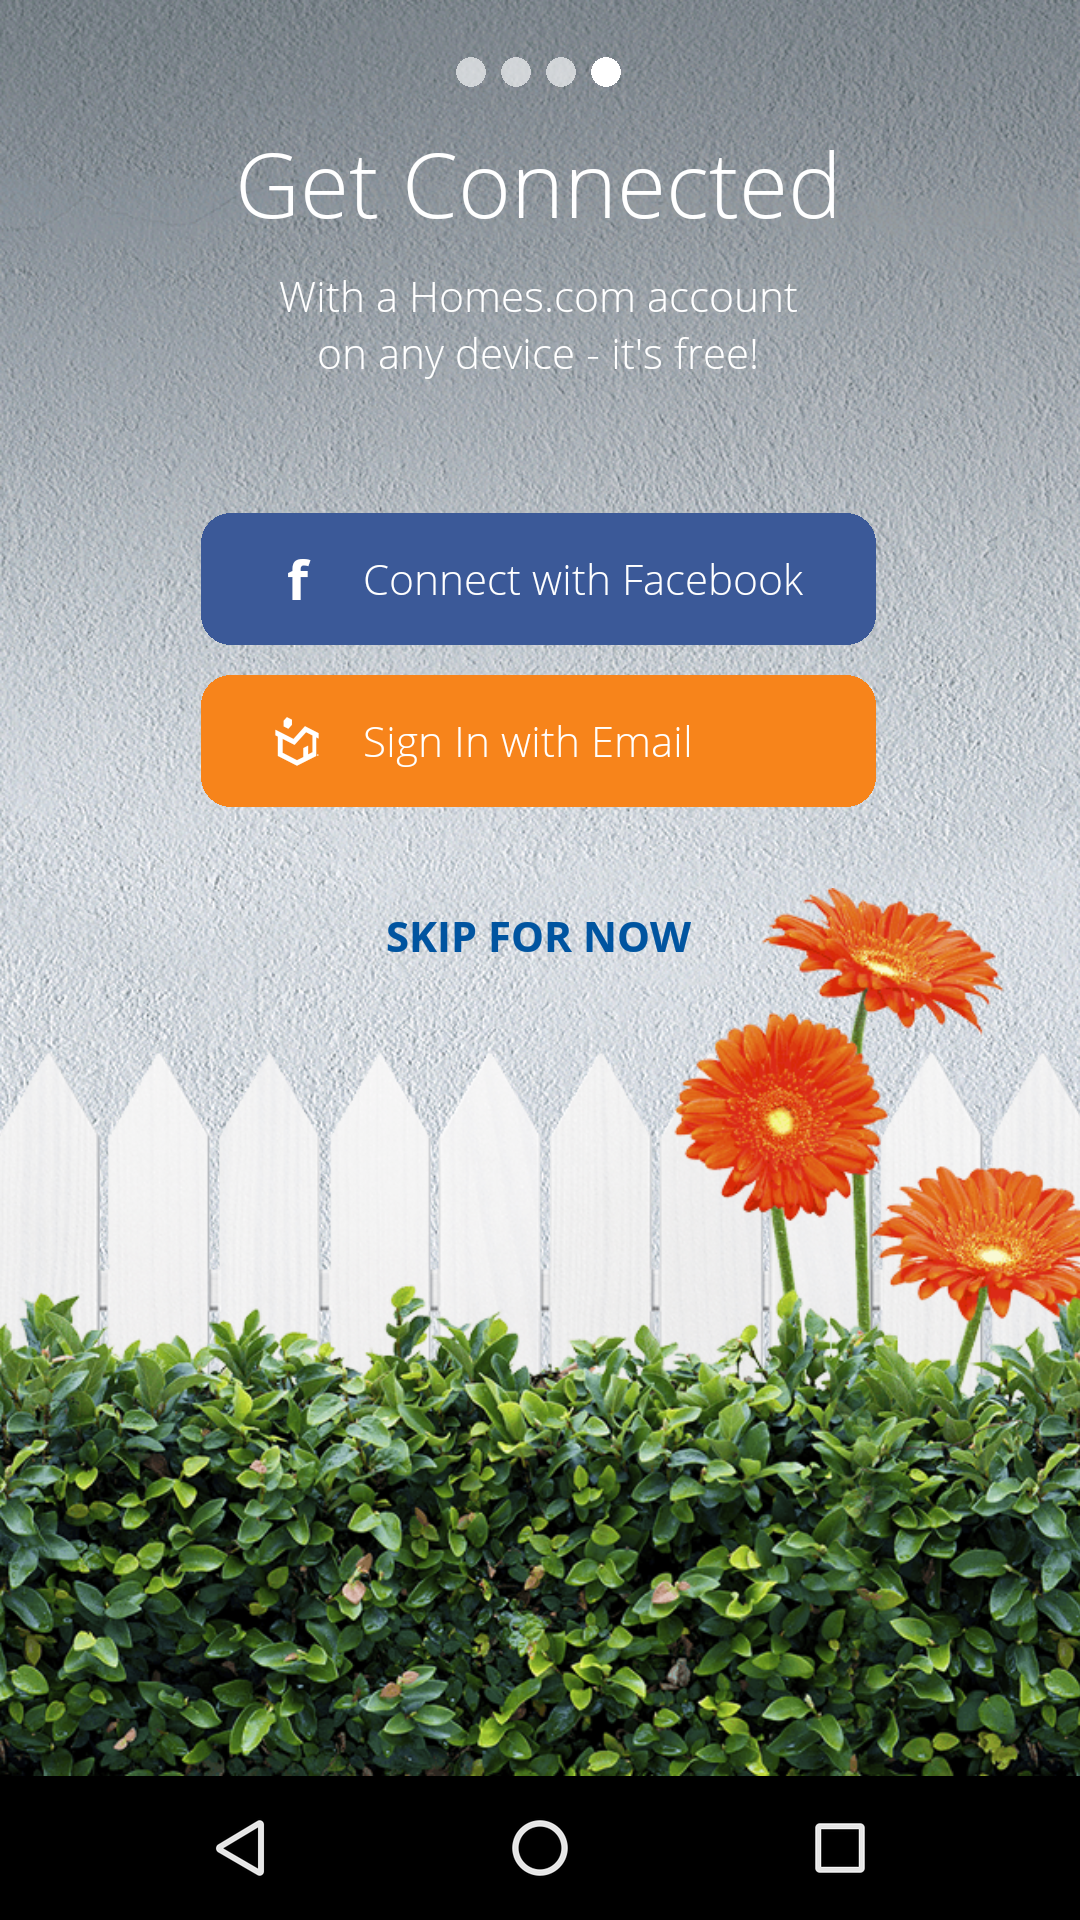 Get Connected
With a Homes.com account
on any device - it's free!
f Connect with Facebook
Sign In with Email
SKIP FOR NOW